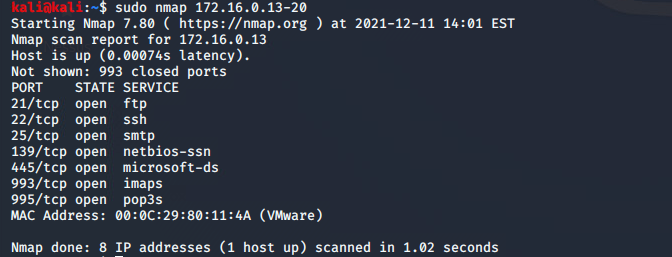 kali@kali:~$ sudo nmap 172.16.0.13-20
Starting Nmap 7.80 ( https://nmap.org ) at 2021-12-11 14:01 EST
Nmap scan report for 172.16.0.13
Host is up (0.00074s latency).
Not shown: 993 closed ports
PORT    STATE SERVICE
21/tcp  open  ftp
22/tcp  open  ssh
25/tcp  open  smtp
139/tcp open  netbios-ssn
445/tcp open  microsoft-ds
993/tcp open  imaps
995/tcp open  pop3s
MAC Address: 00:0C:29:80:11:4A (VMware)
Nmap done: 8 IP addresses (1 host up) scanned in 1.02 seconds